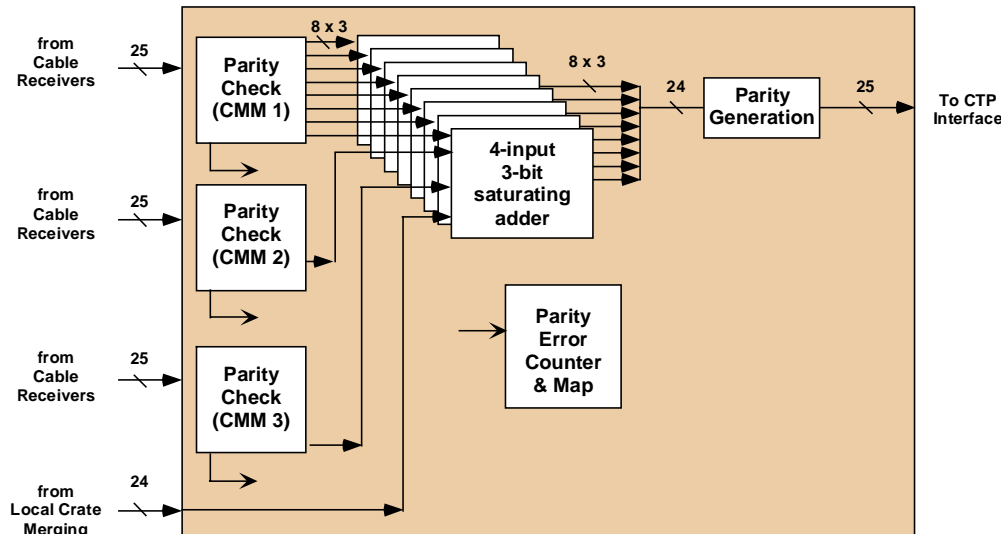 8 x 3
from
Cable
Receivers
25
Parity
Check
(CMM 1)
8 x 3
24
Parity
Generation
25
To CTP
Interface
4-input
3-bit
saturating
adder
from
Cable
Receivers
25
Parity
Check
(CMM 2)
Parity
Error
Counter
& Map
from
Cable
Receivers
25
Parity
Check
(CMM 3)
from
Local Crate
Merging
24